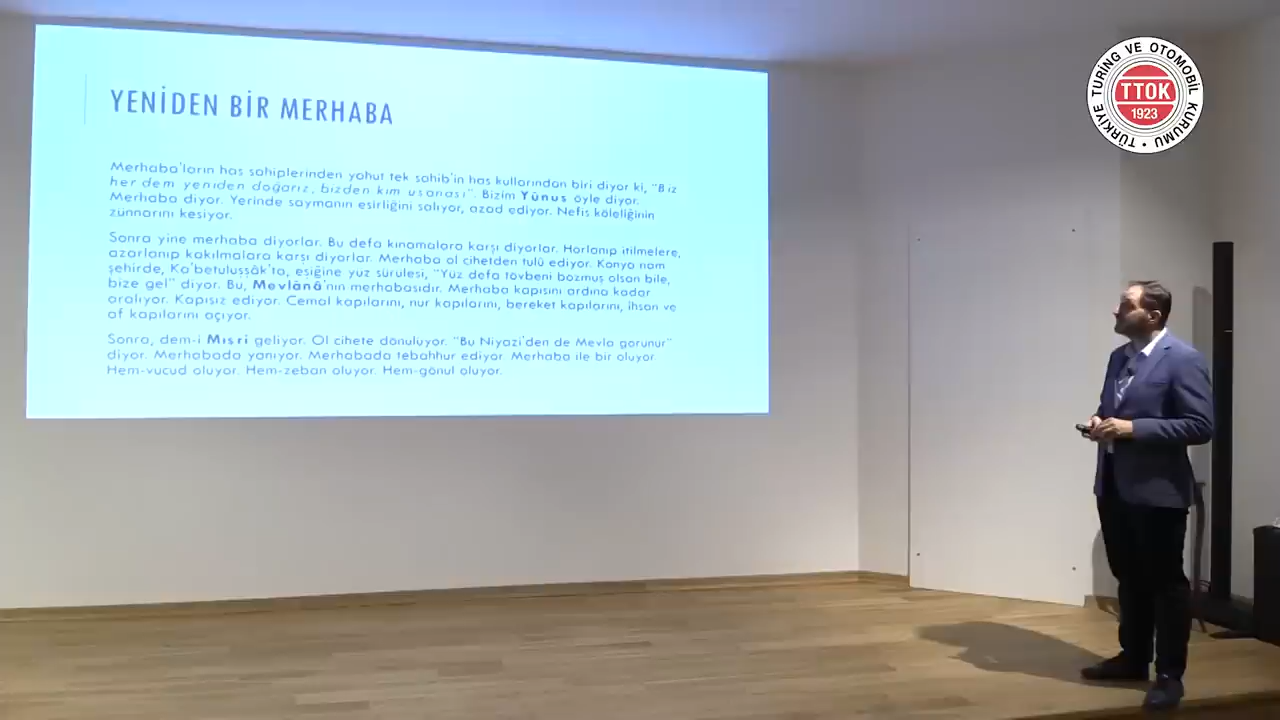 YENİDEN BİR MERHABA
Merhaba'ların has sahiplerinden yahut tek sahib'in has kullarından biri diyor ki, "Biz
her dem yeniden doğarız, bizden kim usanası". Bizim Yûnus öyle diyor.
Merhaba diyor. Yerinde saymanın esirliğini salıyor, azad ediyor. Nefis köleliğinin
zünnarını kesiyor.
Sonra yine merhaba diyorlar. Bu defa kınamalara karşı diyorlar. Horlanıp itilmelere,
azarlanıp kakılmalara karşı diyorlar. Merhaba ol cihetten tulû ediyor. Konya nam
şehirde, Ka'betuluşşâk'ta, eşiğine yüz sürülesi, "Yüz defa tövbeni bozmuş olsan bile,
bize gel" diyor. Bu, Mevlânâ'nın merhabasıdır. Merhaba kapısını ardına kadar
aralıyor. Kapısız ediyor. Cemal kapılarını, nur kapılarını, bereket kapılarını, ihsan ve
af kapılarını açıyor.
Sonra, dem-i Mısrî geliyor. Ol cihete dönülüyor. "Bu Niyazi'den de Mevla görünür"
diyor. Merhabada yanıyor. Merhabada tebahhur ediyor. Merhaba ile bir oluyor.
Hem-vücud oluyor. Hem-zeban oluyor. Hem-gönül oluyor.
TÜRKİYE TURİNG VE OTOMOBİL KURUMU
TTOK
1923